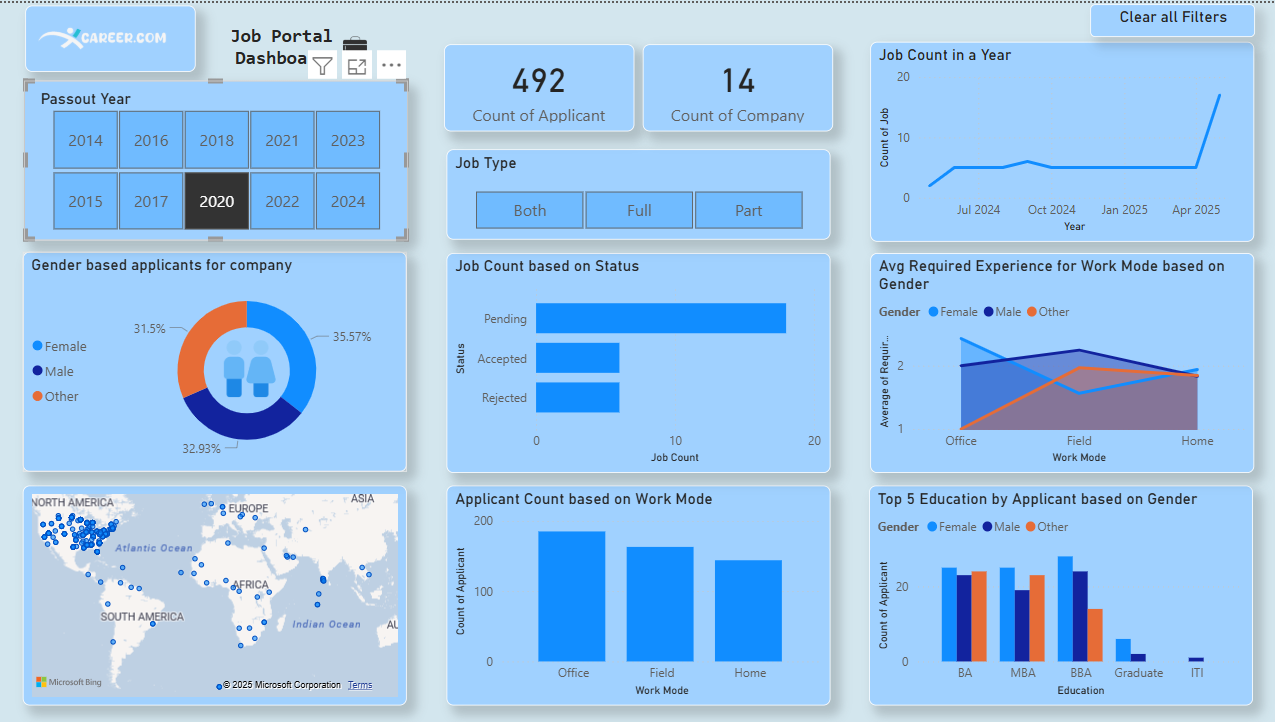 CAREER.COM
Job Portal
Dashboa
Clear all Filters
Passout Year
2014 2016 2018 2021 2023
2015 2017 2020 2022 2024
492
Count of Applicant
14
Count of Company
Job Type
Both Full Part
Job Count in a Year
Count of Job
20
10
0
Jul 2024 Oct 2024 Jan 2025 Apr 2025
Year
Gender based applicants for company
Female
Male
Other
31.5%
35.57%
32.93%
Job Count based on Status
Status
Pending
Accepted
Rejected
0 10 20
Job Count
Avg Required Experience for Work Mode based on
Gender
Gender Female Male Other
Average of Requir...
2
1
Office Field Home
Work Mode
NORTH AMERICA
EUROPE
ASIA
Atlantic Ocean
AFRICA
SOUTH AMERICA
Indian Ocean
AU
Microsoft Bing
© 2025 Microsoft Corporation Terms
Applicant Count based on Work Mode
Count of Applicant
200
100
0
Office Field Home
Work Mode
Top 5 Education by Applicant based on Gender
Gender Female Male Other
Count of Applicant
20
0
BA MBA BBA Graduate ITI
Education